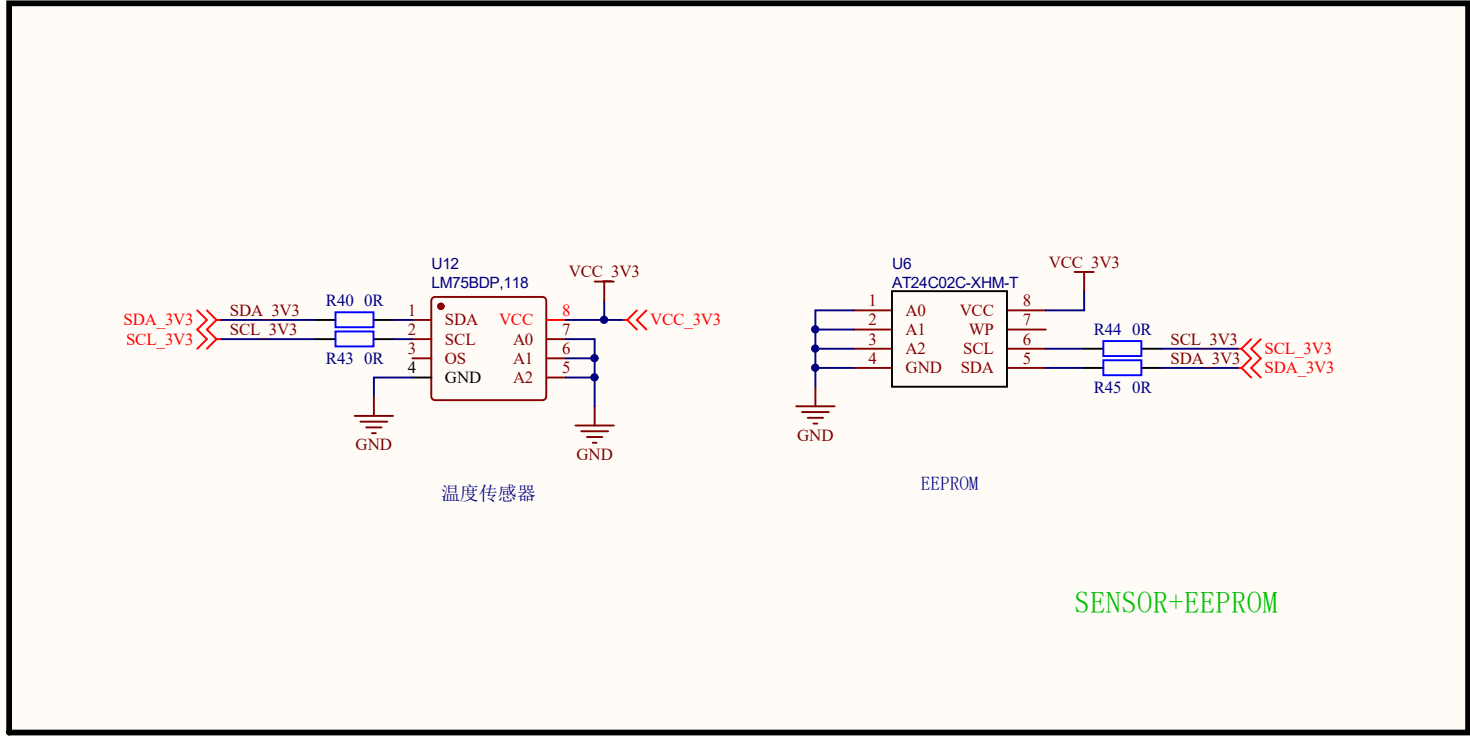 U12
LM75BDP,118
VCC_3V3
SDA_3V3
SCL_3V3
SDA_3V3
SCL_3V3
R40 0R
R43 0R
1
2
3
4
SDA
SCL
OS
GND
VCC
A0
A1
A2
8
7
6
5
VCC_3V3
GND
GND
温度传感器
U6
AT24C02C-XHM-T
VCC_3V3
1
2
3
4
A0
A1
A2
GND
VCC
WP
SCL
SDA
8
7
6
5
R44 0R
R45 0R
SCL_3V3
SDA_3V3
SCL_3V3
SDA_3V3
GND
EEPROM
SENSOR+EEPROM